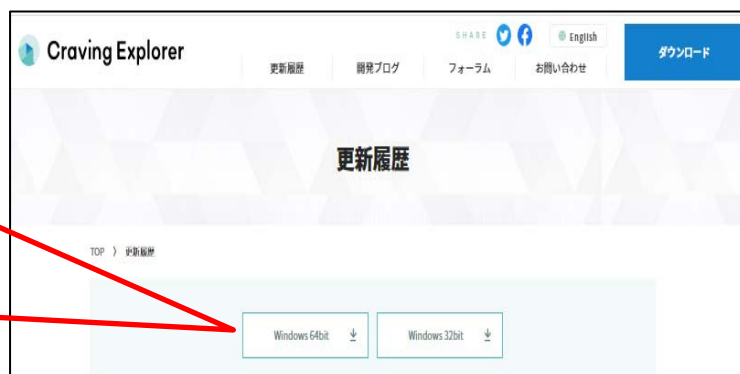 Craving Explorer
SHARE
English
ダウンロード
更新履歴
開発ブログ
フォーラム
お問い合わせ
更新履歴
TOP 〉 更新履歴
Windows 64bit
Windows 32bit